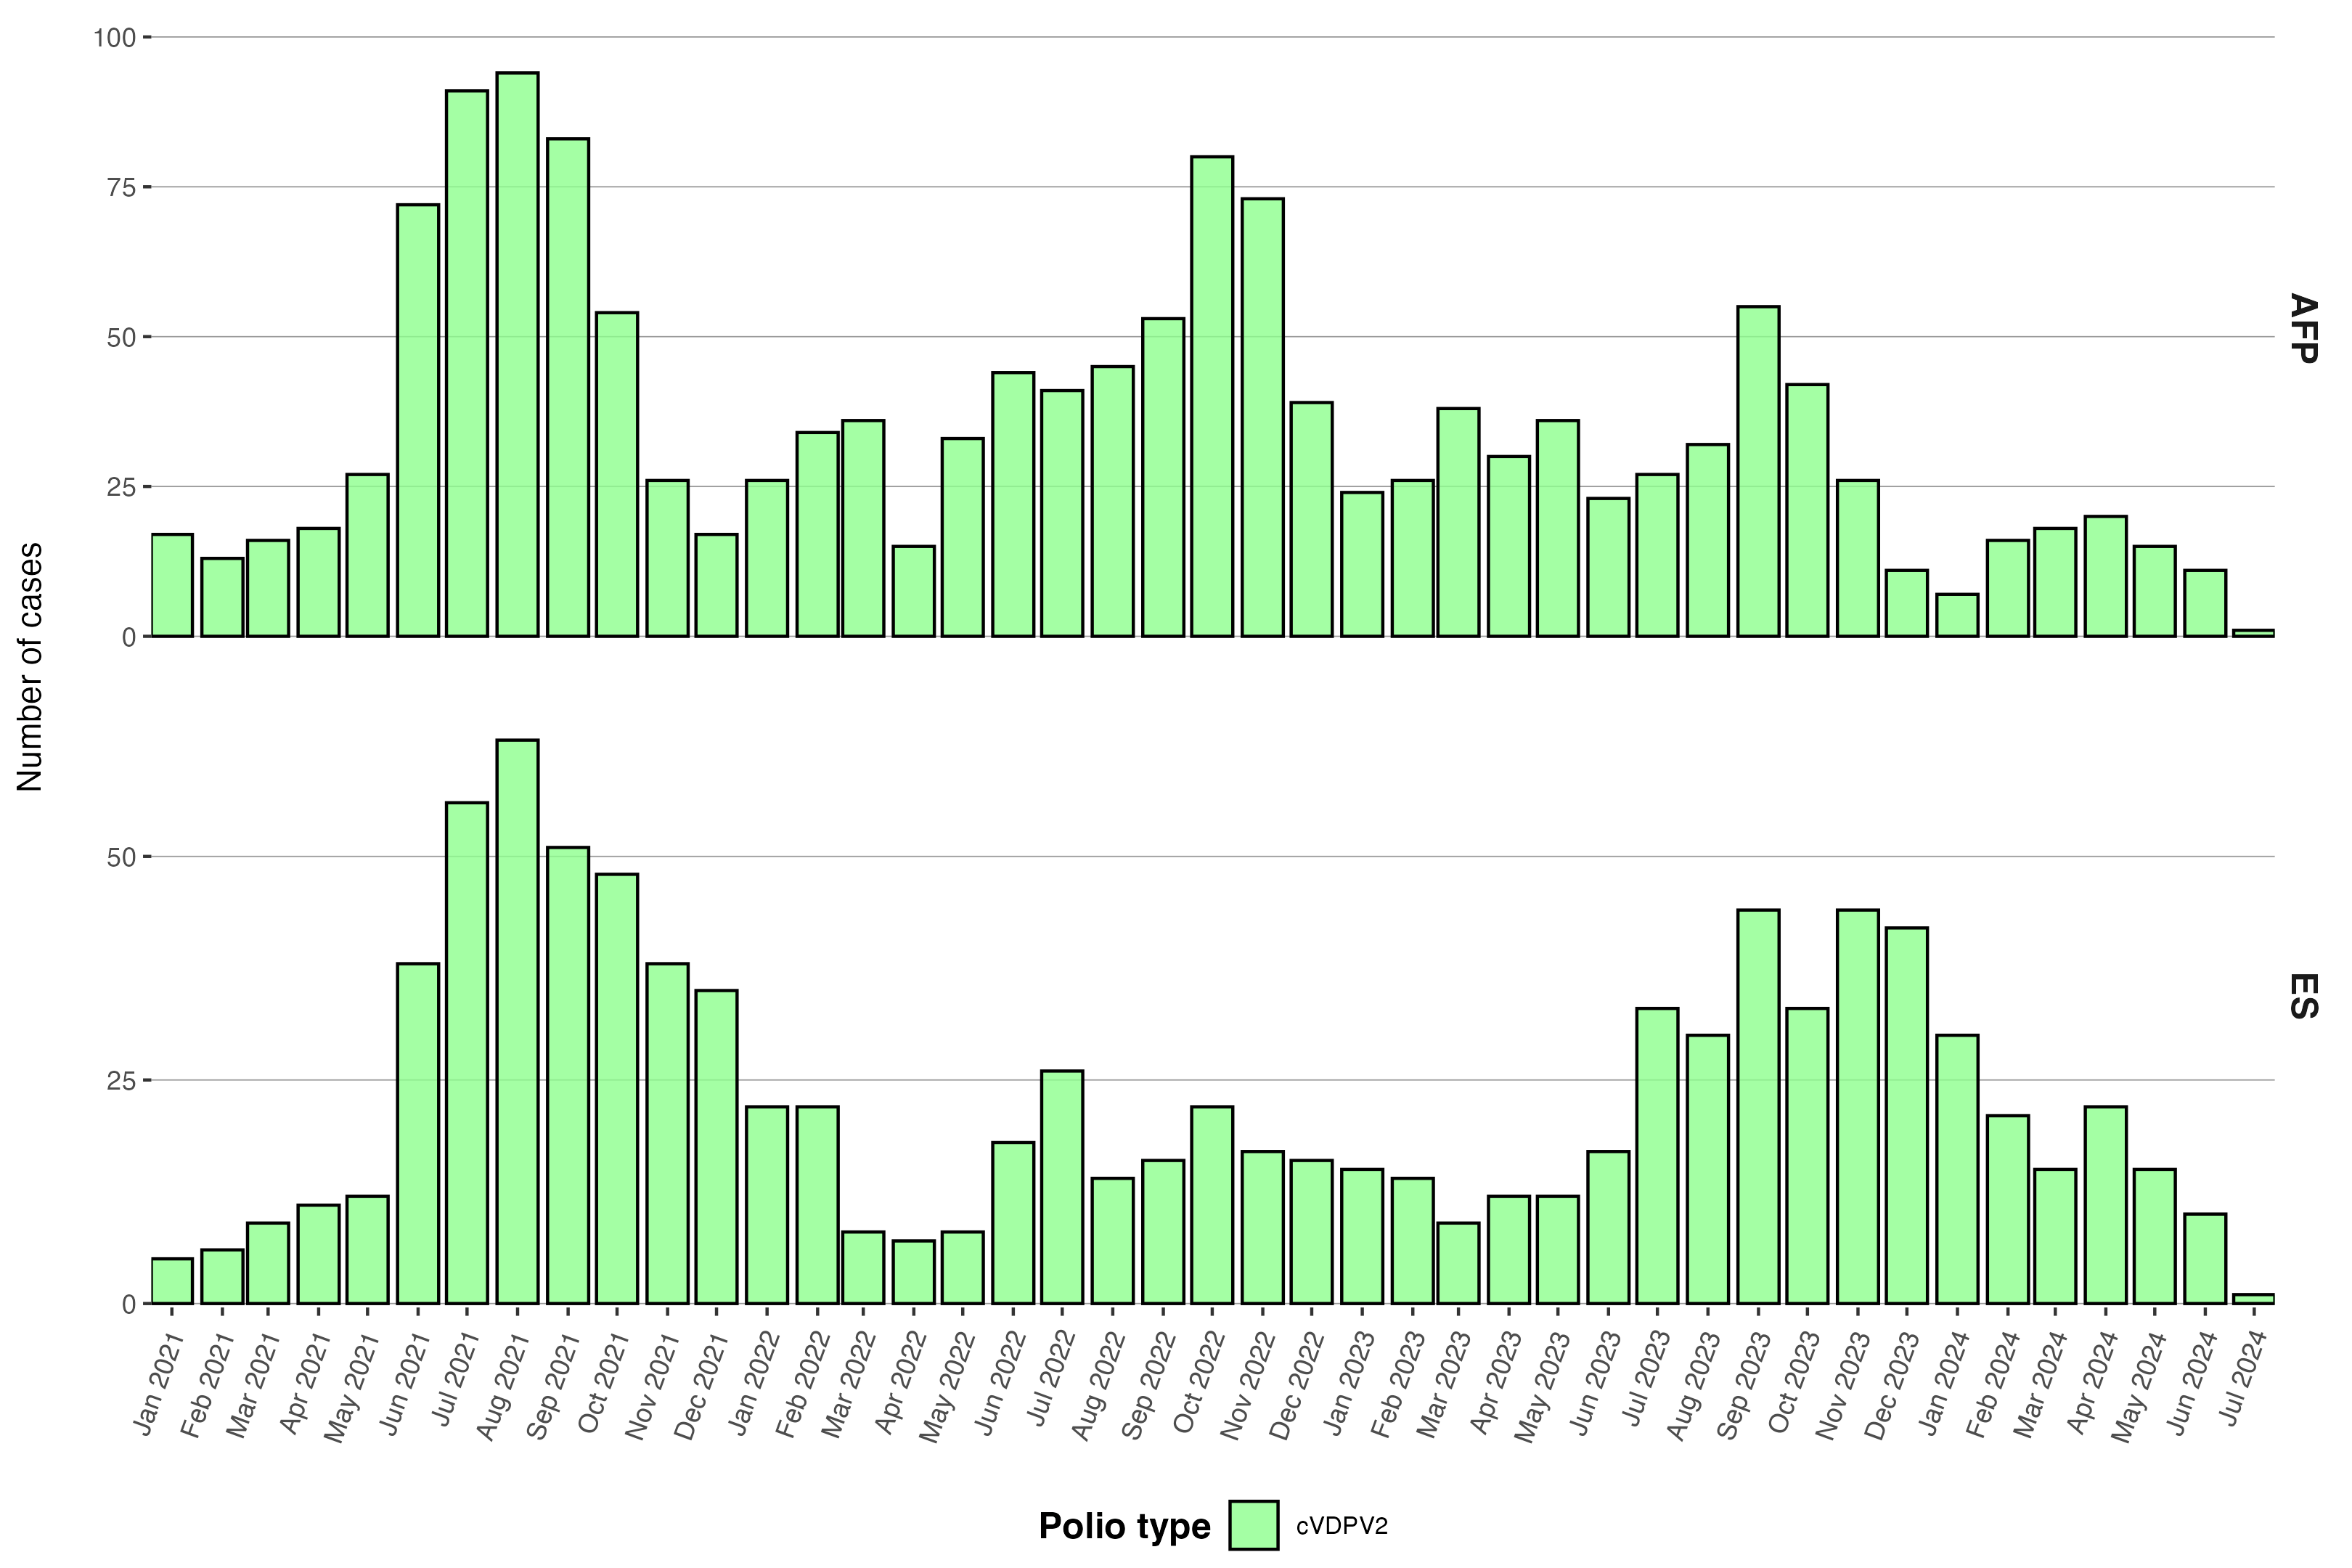 Number of cases
100
75
50
25
0
AFP
50
25
0
ES
Jan 2021
Feb 2021
Mar 2021
Apr 2021
May 2021
Jun 2021
Jul 2021
Aug 2021
Sep 2021
Oct 2021
Nov 2021
Dec 2021
Jan 2022
Feb 2022
Mar 2022
Apr 2022
May 2022
Jun 2022
Jul 2022
Aug 2022
Sep 2022
Oct 2022
Nov 2022
Dec 2022
Jan 2023
Feb 2023
Mar 2023
Apr 2023
May 2023
Jun 2023
Jul 2023
Aug 2023
Sep 2023
Oct 2023
Nov 2023
Dec 2023
Jan 2024
Feb 2024
Mar 2024
Apr 2024
May 2024
Jun 2024
Jul 2024
Polio type cVDPV2